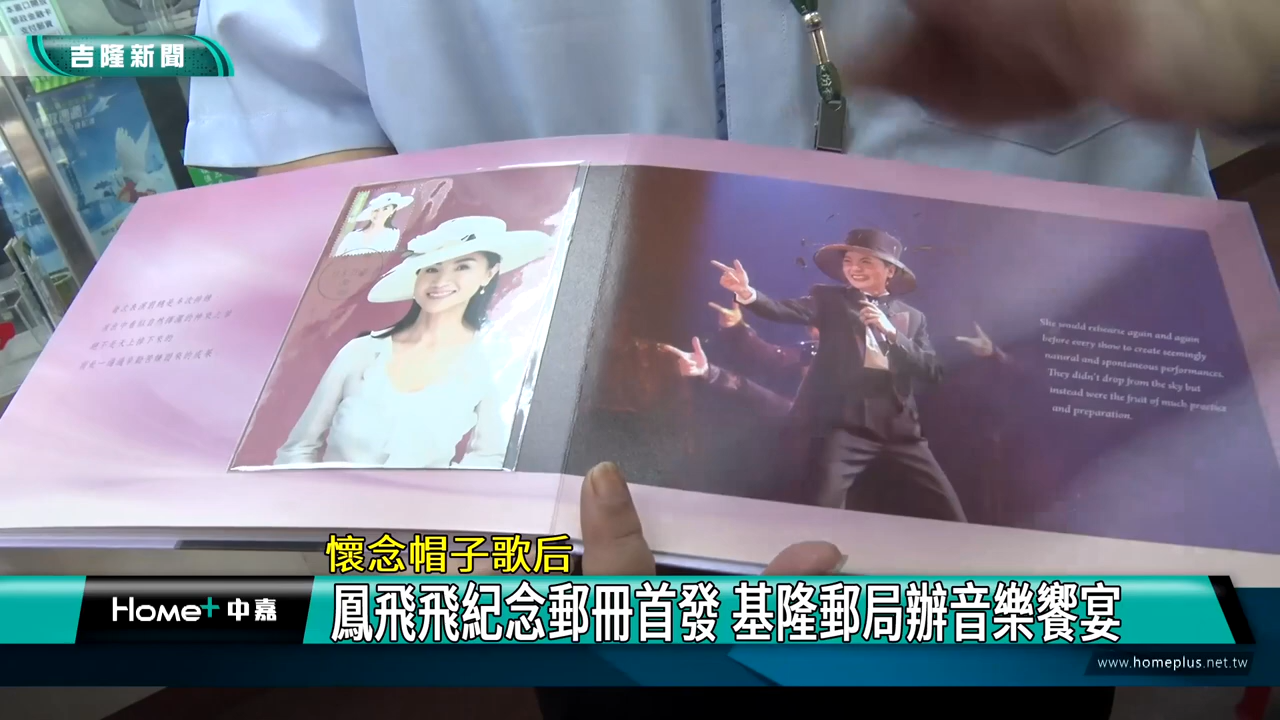 吉隆新聞
She would rehearse again and again
before every show to create seemingly
natural and spontaneous performances.
They didn't drop from the sky but
instead were the fruit of much practice
and preparation.
懷念帽子歌后
Home+ 中嘉
鳳飛飛紀念郵冊首發 基隆郵局辦音樂饗宴
www.homeplus.net.tw